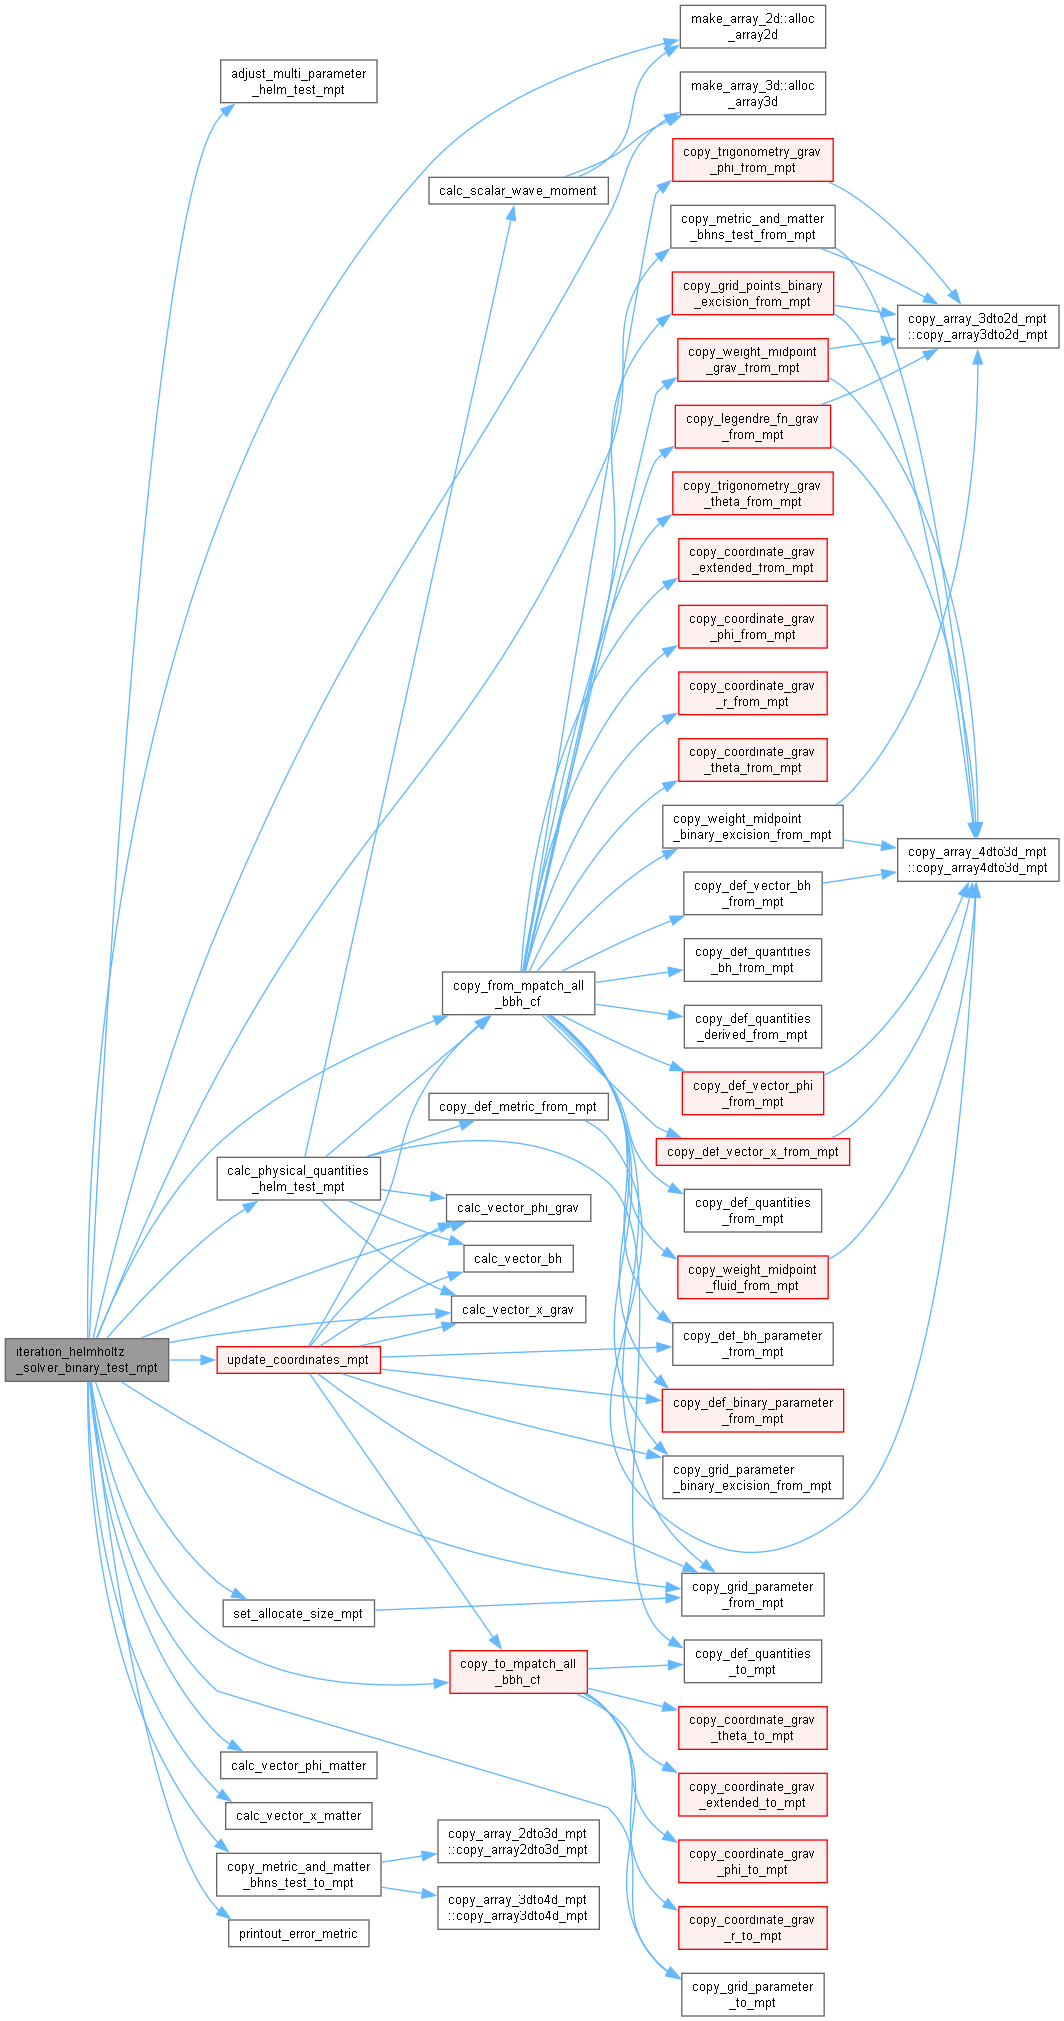 make_array_2d::alloc
_array2d
adjust_multi_parameter
_helm_test_mpt
make_array_3d::alloc
_array3d
copy_trigonometry_grav
_phi_from_mpt
calc_scalar_wave_moment
copy_metric_and_matter
_bhns_test_from_mpt
copy_grid_points_binary
_excision_from_mpt
copy_array_3dto2d_mpt
::copy_array3dto2d_mpt
copy_weight_midpoint
_grav_from_mpt
copy_legendre_fn_grav
_from_mpt
copy_trigonometry_grav
_theta_from_mpt
copy_coordinate_grav
_extended_from_mpt
copy_coordinate_grav
_phi_from_mpt
copy_coordinate_grav
_r_from_mpt
copy_coordinate_grav
_theta_from_mpt
copy_weight_midpoint
_binary_excision_from_mpt
copy_array_4dto3d_mpt
::copy_array4dto3d_mpt
copy_def_vector_bh
_from_mpt
copy_def_quantities
_bh_from_mpt
copy_from_mpatch_all
_bbh_cf
copy_def_quantities
_derived_from_mpt
copy_def_vector_phi
_from_mpt
copy_def_metric_from_mpt
copy_def_vector_x_from_mpt
calc_physical_quantities
_helm_test_mpt
calc_vector_phi_grav
copy_def_quantities
_from_mpt
calc_vector_bh
copy_weight_midpoint
_fluid_from_mpt
calc_vector_x_grav
iteration_helmholtz
_solver_binary_test_mpt
update_coordinates_mpt
copy_def_bh_parameter
_from_mpt
copy_def_binary_parameter
_from_mpt
copy_grid_parameter
_binary_excision_from_mpt
copy_grid_parameter
_from_mpt
set_allocate_size_mpt
copy_def_quantities
_to_mpt
copy_to_mpatch_all
_bbh_cf
copy_coordinate_grav
_theta_to_mpt
calc_vector_phi_matter
copy_coordinate_grav
_extended_to_mpt
calc_vector_x_matter
copy_array_2dto3d_mpt
::copy_array2dto3d_mpt
copy_coordinate_grav
_phi_to_mpt
copy_metric_and_matter
_bhns_test_to_mpt
copy_array_3dto4d_mpt
::copy_array3dto4d_mpt
printout_error_metric
copy_coordinate_grav
_r_to_mpt
copy_grid_parameter
_to_mpt